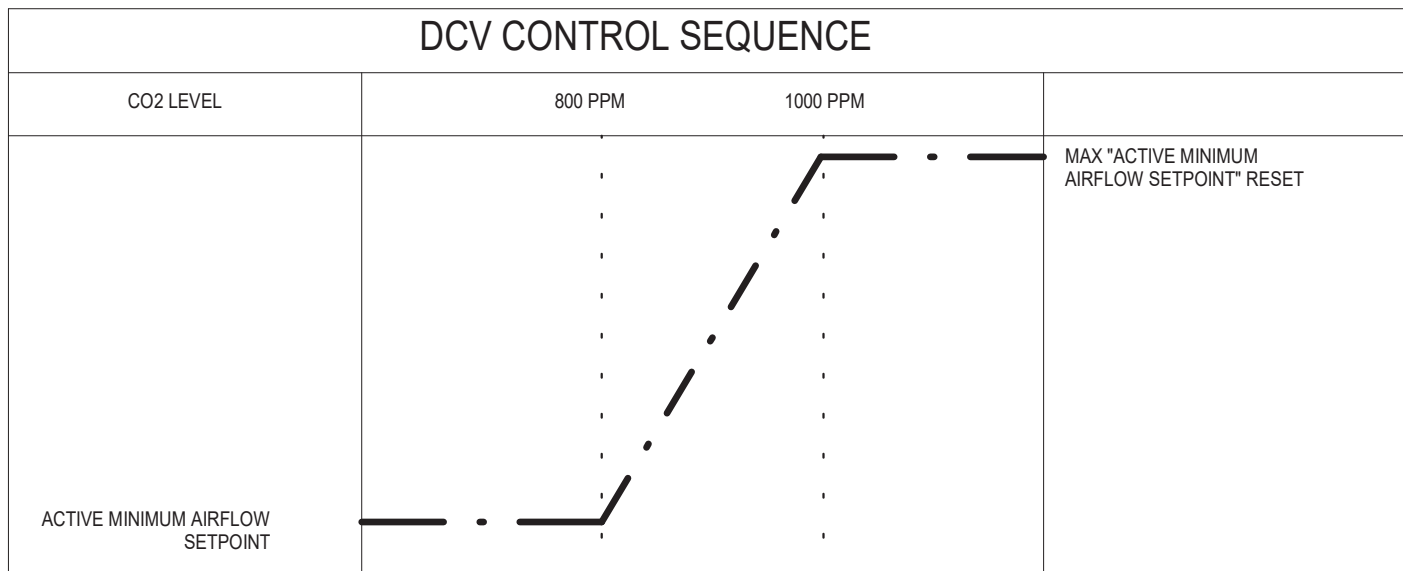 DCV CONTROL SEQUENCE
CO2 LEVEL
800 PPM
1000 PPM
MAX "ACTIVE MINIMUM
AIRFLOW SETPOINT" RESET
ACTIVE MINIMUM AIRFLOW
SETPOINT